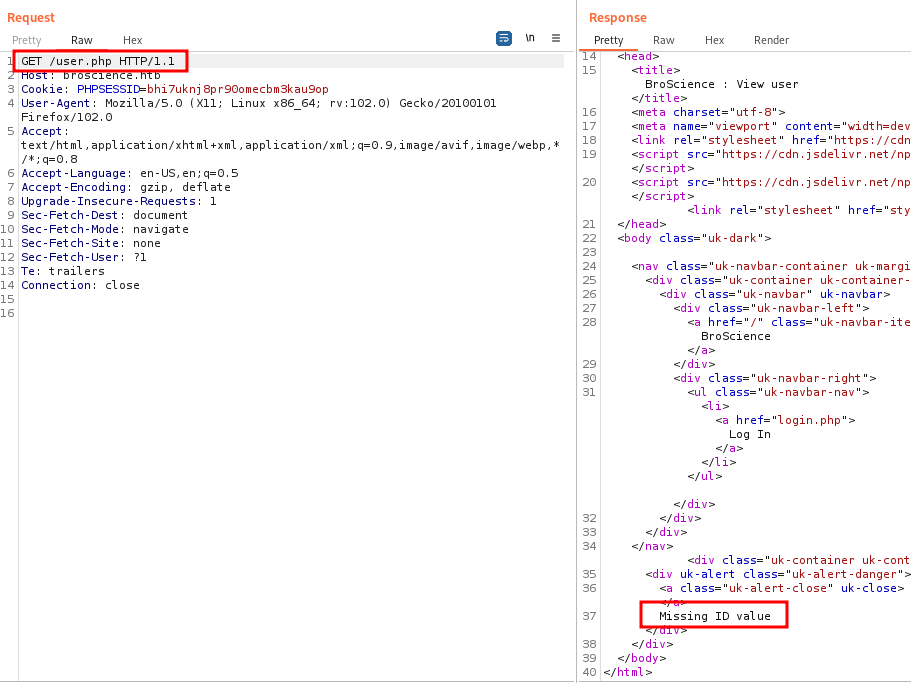 Request
Pretty Raw Hex
\n
1 GET /user.php HTTP/1.1
2 Host: broscience.htb
3 Cookie: PHPSESSID=bhi7uknj8pr90omecbm3kau9op
4 User-Agent: Mozilla/5.0 (X11; Linux x86_64; rv:102.0) Gecko/20100101
Firefox/102.0
5 Accept:
text/html,application/xhtml+xml,application/xml;q=0.9,image/avif,image/webp,*
/*;q=0.8
6 Accept-Language: en-US,en;q=0.5
7 Accept-Encoding: gzip, deflate
8 Upgrade-Insecure-Requests: 1
9 Sec-Fetch-Dest: document
10 Sec-Fetch-Mode: navigate
11 Sec-Fetch-Site: none
12 Sec-Fetch-User: ?1
13 Te: trailers
14 Connection: close
15
16
Response
Pretty Raw Hex Render
14 <head>
15 <title>
BroScience : View user
</title>
16 <meta charset="utf-8">
17 <meta name="viewport" content="width=dev
18 <link rel="stylesheet" href="https://cdn
19 <script src="https://cdn.jsdelivr.net/np
</script>
20 <script src="https://cdn.jsdelivr.net/np
</script>
<link rel="stylesheet" href="sty
21 </head>
22 <body class="uk-dark">
23
24 <nav class="uk-navbar-container uk-margi
25 <div class="uk-container uk-container-
26 <div class="uk-navbar" uk-navbar>
27 <div class="uk-navbar-left">
28 <a href="/" class="uk-navbar-ite
BroScience
</a>
29 </div>
30 <div class="uk-navbar-right">
31 <ul class="uk-navbar-nav">
<li>
<a href="login.php">
Log In
</a>
</li>
</ul>
</div>
32 </div>
33 </div>
34 </nav>
<div class="uk-container uk-cont
35 <div uk-alert class="uk-alert-danger">
36 <a class="uk-alert-close" uk-close>
</a>
37 Missing ID value
</div>
38 </div>
39 </body>
40 </html>